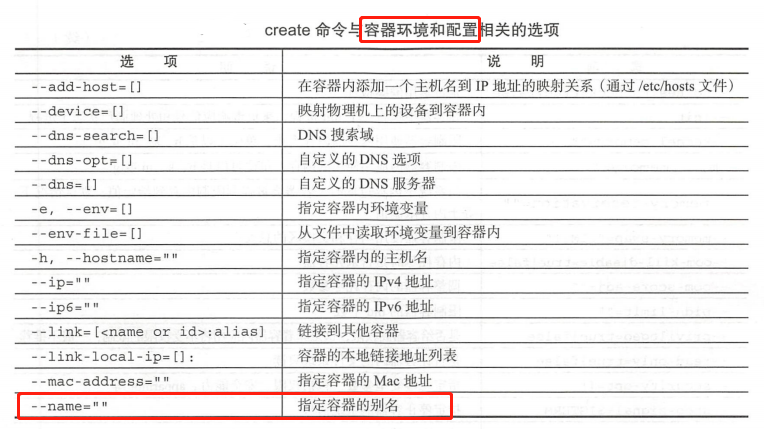 create 命令与容器环境和配置相关的选项
选 项 说 明
--add-host=[] 在容器内添加一个主机名到 IP 地址的映射关系（通过 /etc/hosts 文件）
--device=[] 映射物理机上的设备到容器内
--dns-search=[] DNS 搜索域
--dns-opt=[] 自定义的 DNS 选项
--dns=[] 自定义的 DNS 服务器
-e, --env=[] 指定容器内环境变量
--env-file=[] 从文件中读取环境变量到容器内
-h, --hostname="" 指定容器内的主机名
--ip="" 指定容器的 IPv4 地址
--ip6="" 指定容器的 IPv6 地址
--link=[<name or id>:alias] 链接到其他容器
--link-local-ip=[]: 容器的本地链接地址列表
--mac-address="" 指定容器的 Mac 地址
--name="" 指定容器的别名